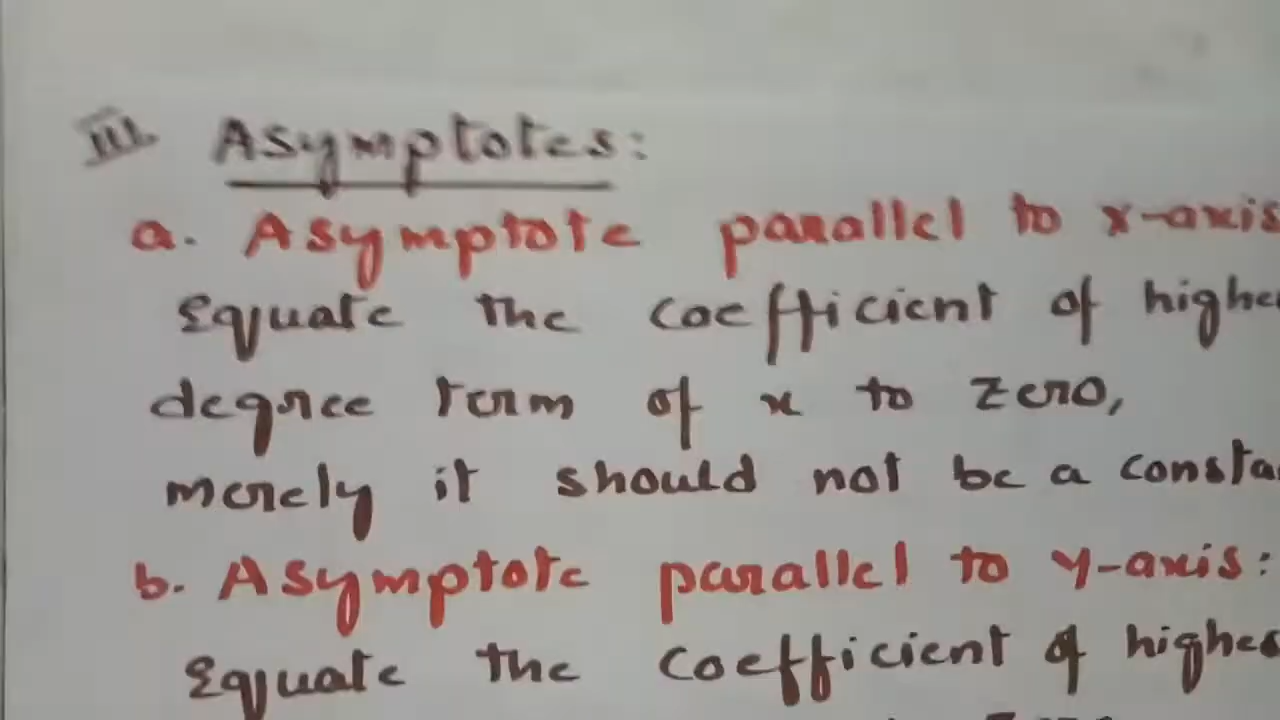 III. Asymptotes:
a. Asymptote parallel to x-axis
Equate the coefficient of highe
degree term of x to zero,
merely it should not be a consta
b. Asymptote parallel to y-axis:
Equate the coefficient of highes